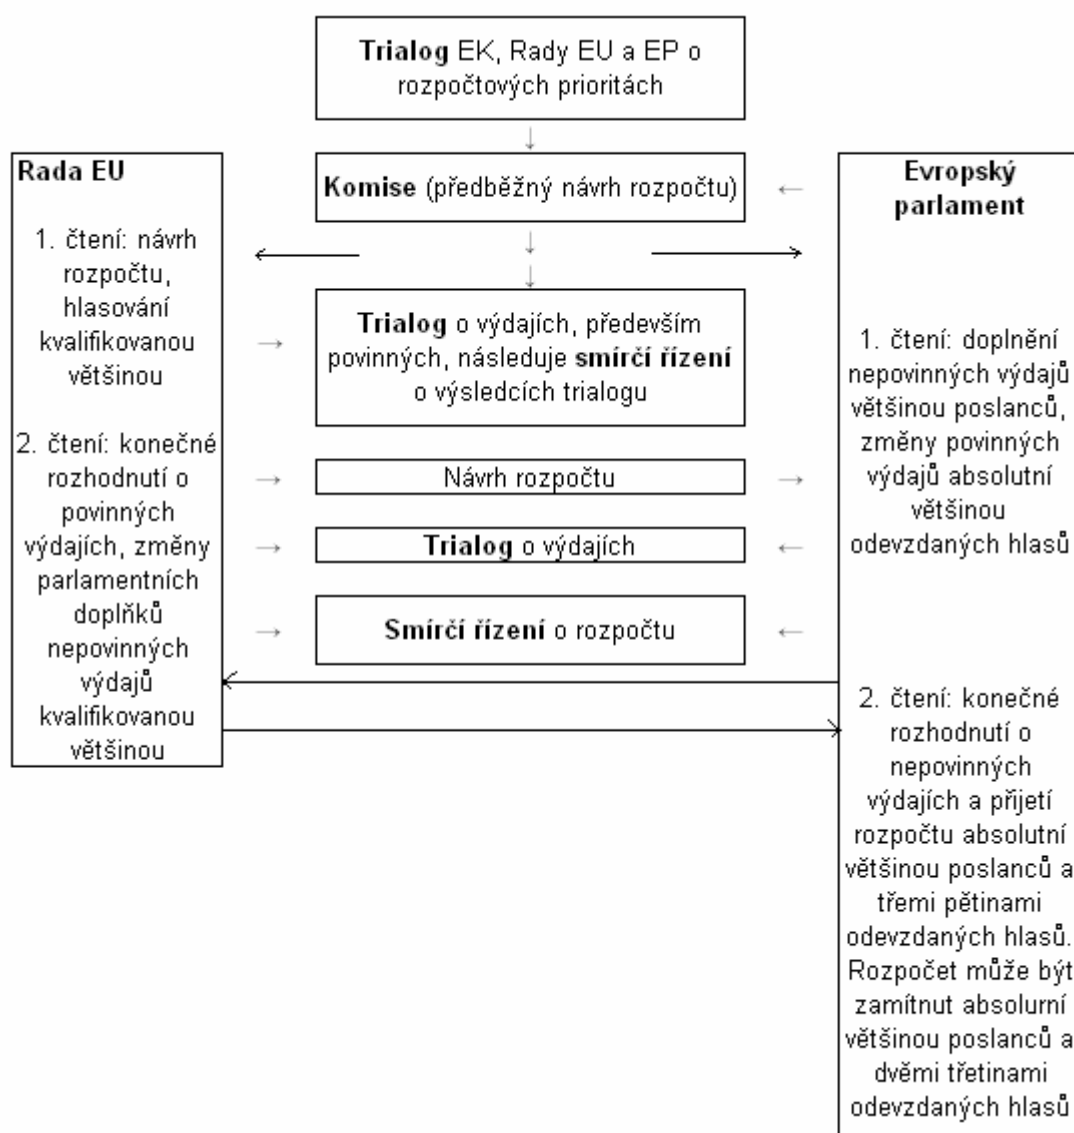 Trialog EK, Rady EU a EP o
rozpočtových prioritách
Komise (předběžný návrh rozpočtu)
Trialog o výdajích, především
povinných, následuje smírčí řízení
o výsledcích trialogu
Návrh rozpočtu
Trialog o výdajích
Smírčí řízení o rozpočtu
Rada EU
1. čtení: návrh
rozpočtu,
hlasování
kvalifikovanou
většinou
2. čtení: konečné
rozhodnutí o
povinných
výdajích, změny
parlamentních
doplňků
nepovinných
výdajů
kvalifikovanou
většinou
Evropský
parlament
1. čtení: doplnění
nepovinných výdajů
většinou poslanců,
změny povinných
výdajů absolutní
většinou
odevzdaných hlasů
2. čtení: konečné
rozhodnutí o
nepovinných
výdajích a přijetí
rozpočtu absolutní
většinou poslanců a
třemi pětinami
odevzdaných hlasů.
Rozpočet může být
zamítnut absolurní
většinou poslanců a
dvěmi třetinami
odevzdaných hlasů